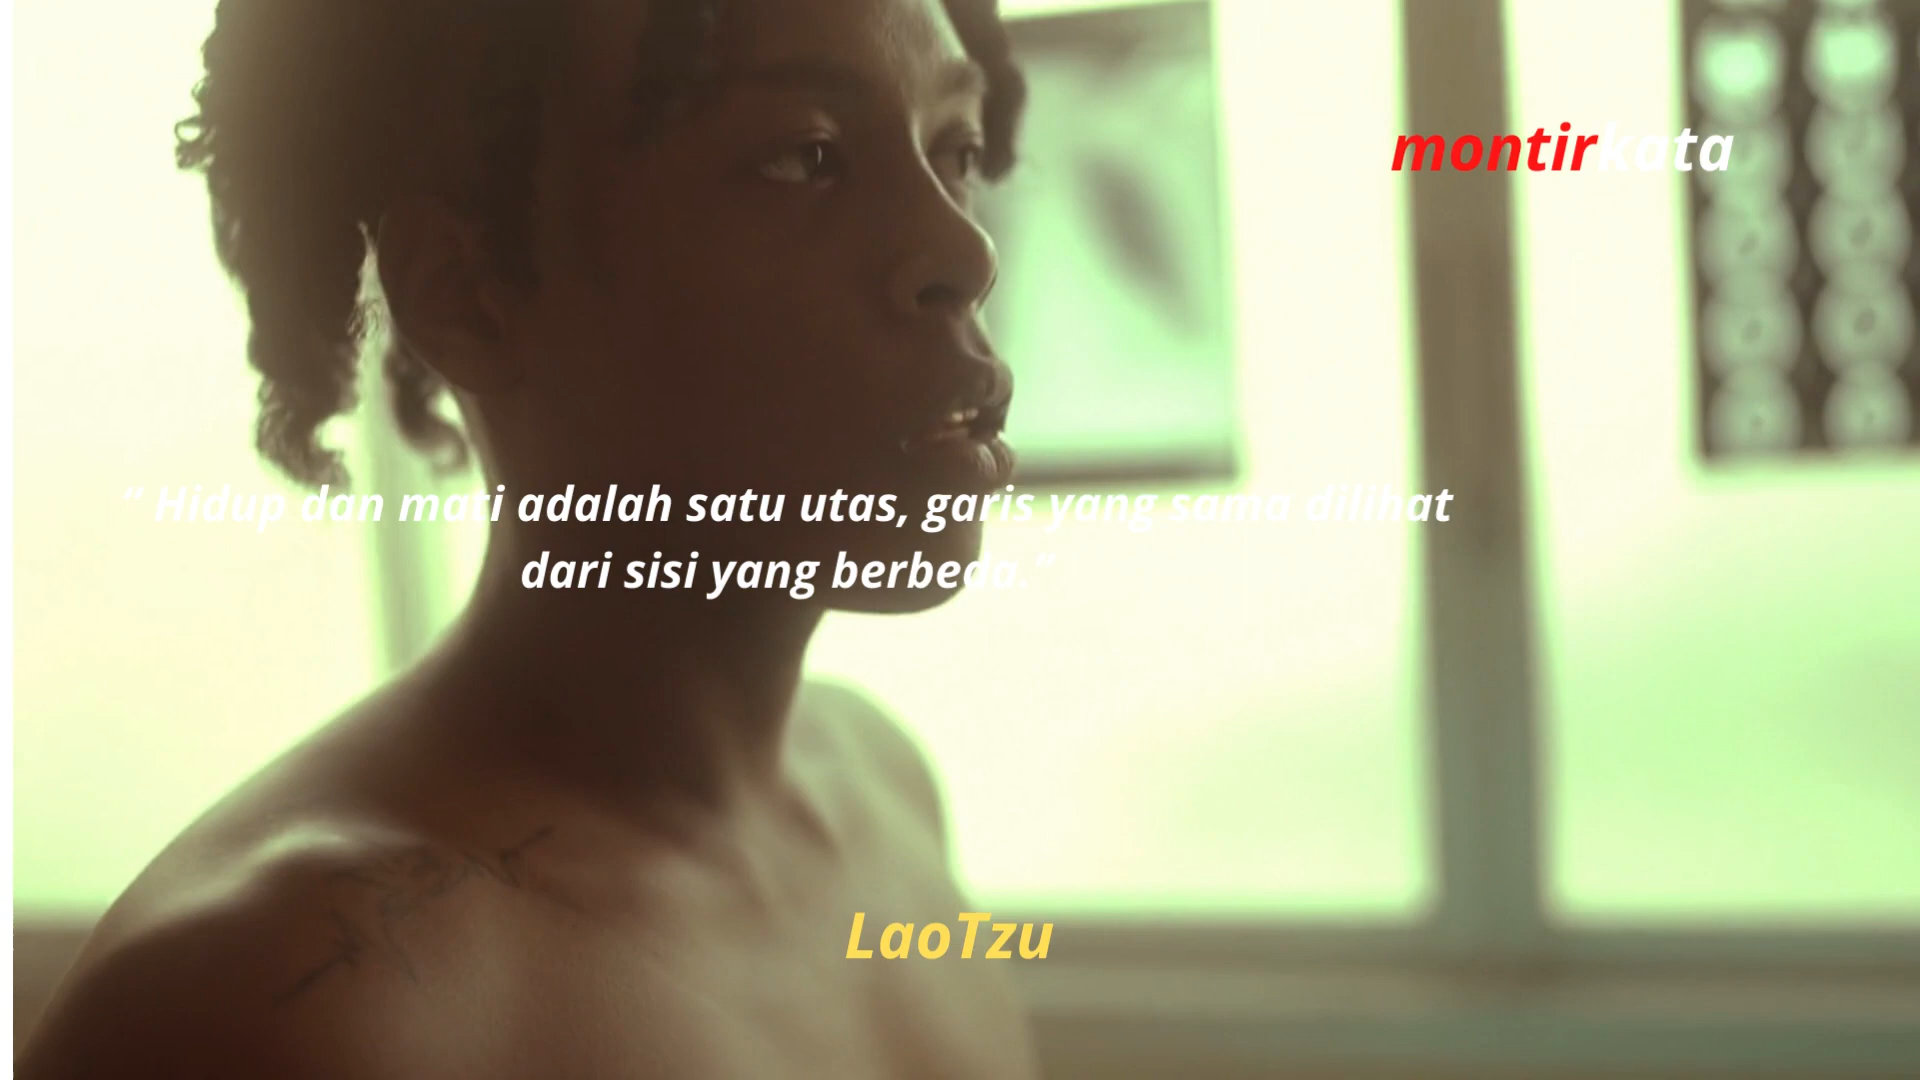 montirkata
“ Hidup dan mati adalah satu utas, garis yang sama dilihat
dari sisi yang berbeda.”
LaoTzu